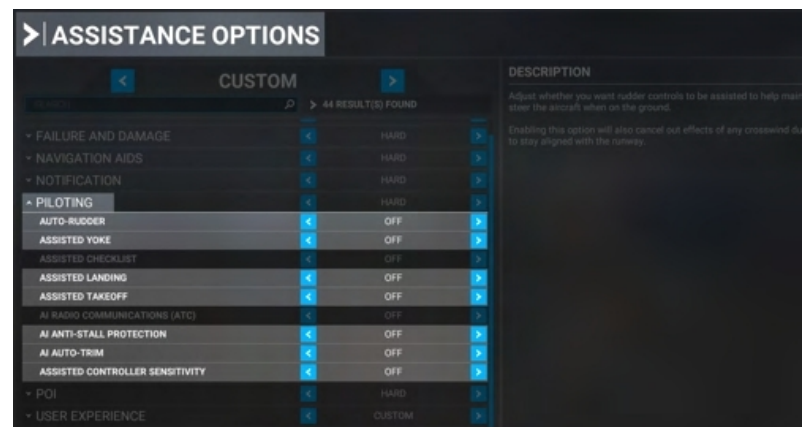 ASSISTANCE OPTIONS
CUSTOM
SEARCH
44 RESULT(S) FOUND
FAILURE AND DAMAGE HARD
NAVIGATION AIDS HARD
NOTIFICATION HARD
PILOTING HARD
AUTO-RUDDER OFF
ASSISTED YOKE OFF
ASSISTED CHECKLIST OFF
ASSISTED LANDING OFF
ASSISTED TAKEOFF OFF
AI RADIO COMMUNICATIONS (ATC) OFF
AI ANTI-STALL PROTECTION OFF
AI AUTO-TRIM OFF
ASSISTED CONTROLLER SENSITIVITY OFF
POI HARD
USER EXPERIENCE CUSTOM
DESCRIPTION
Adjust whether you want rudder controls to be assisted to help
steer the aircraft when on the ground.
Enabling this option will also cancel out effects of any crosswind
to stay aligned with the runway.